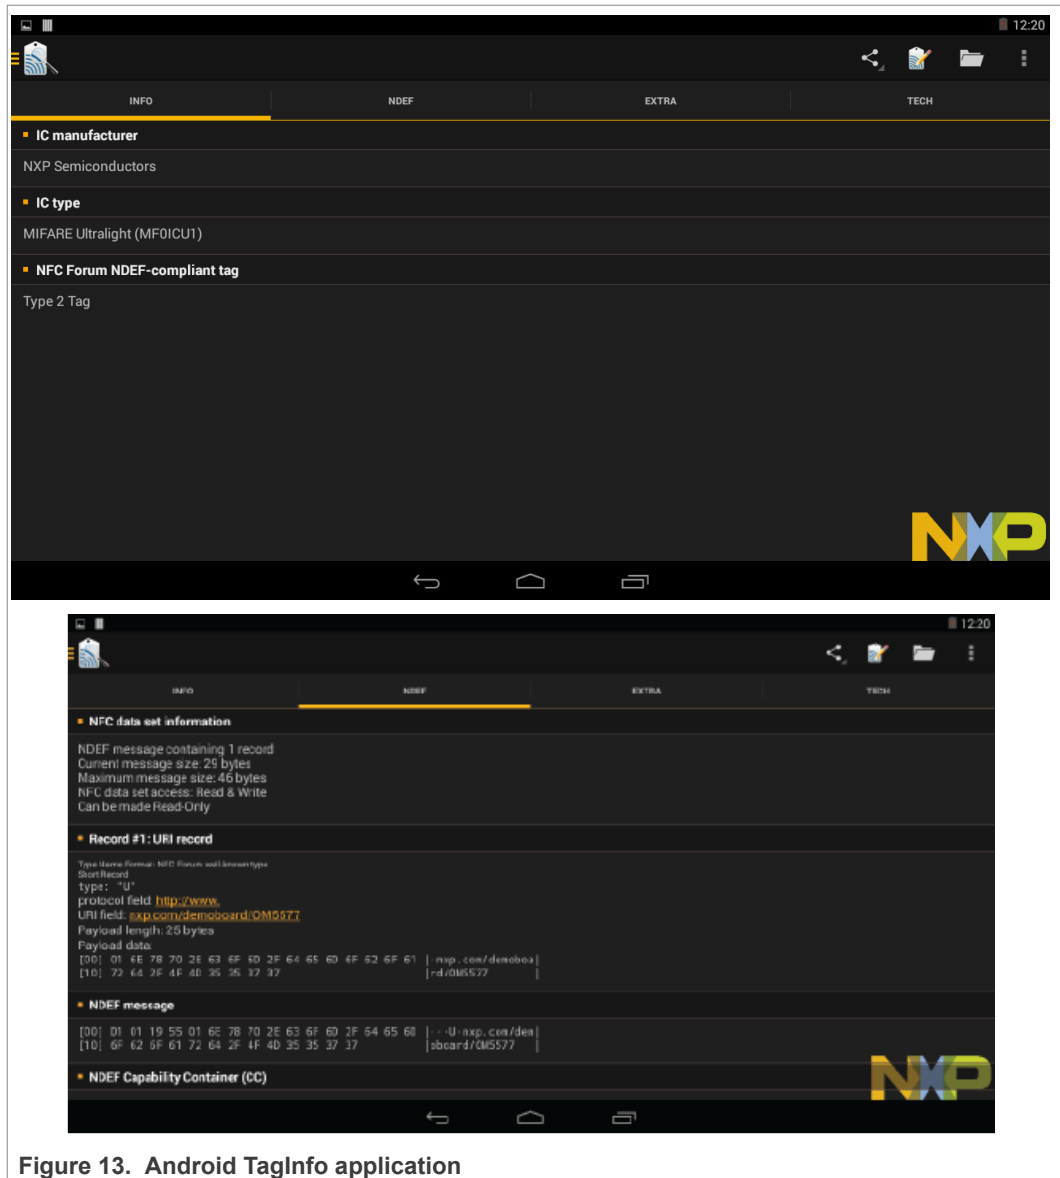 12:20
INFO NDEF EXTRA TECH
IC manufacturer
NXP Semiconductors
IC type
MIFARE Ultralight (MF0ICU1)
NFC Forum NDEF-compliant tag
Type 2 Tag
NXP
12:20
INFO NDEF EXTRA TECH
NFC data set information
NDEF message containing 1 record
Current message size: 29 bytes
Maximum message size: 46 bytes
NFC data set access: Read & Write
Can be made Read-Only
Record #1: URI record
Type Name Format: NFC Forum well-known type
Short Record
type: "U"
protocol field: http://www.
URI field: nxp.com/demoboard/OM5577
Payload length: 25 bytes
Payload data:
[00] 01 6E 78 70 2E 63 6F 6D 2F 64 65 6D 6F 62 6F 61 |·nxp.com/demoboa|
[10] 72 64 2F 4F 4D 35 35 37 37 |rd/OM5577 |
NDEF message
[00] D1 01 19 55 01 6E 78 70 2E 63 6F 6D 2F 64 65 6D |···U·nxp.com/dem|
[10] 6F 62 6F 61 72 64 2F 4F 4D 35 35 37 37 |oboard/OM5577 |
NDEF Capability Container (CC)
NXP
Figure 13. Android TagInfo application